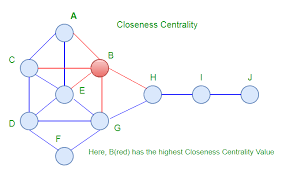 Closeness Centrality
A
B
C
E
H
I
J
D
G
F
Here, B(red) has the highest Closeness Centrality Value